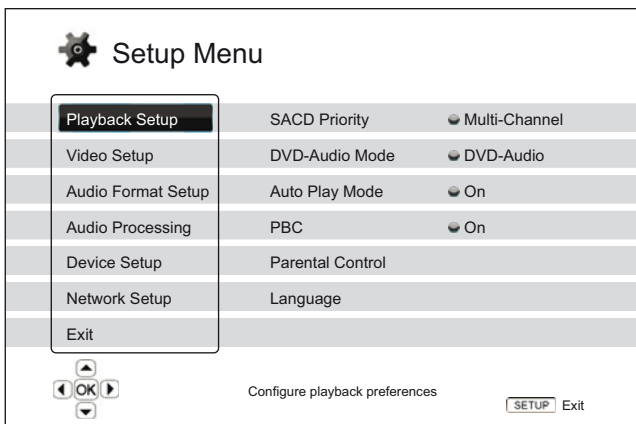 Setup Menu
Playback Setup SACD Priority Multi-Channel
Video Setup DVD-Audio Mode DVD-Audio
Audio Format Setup Auto Play Mode On
Audio Processing PBC On
Device Setup Parental Control
Network Setup Language
Exit
OK Configure playback preferences
SETUP Exit